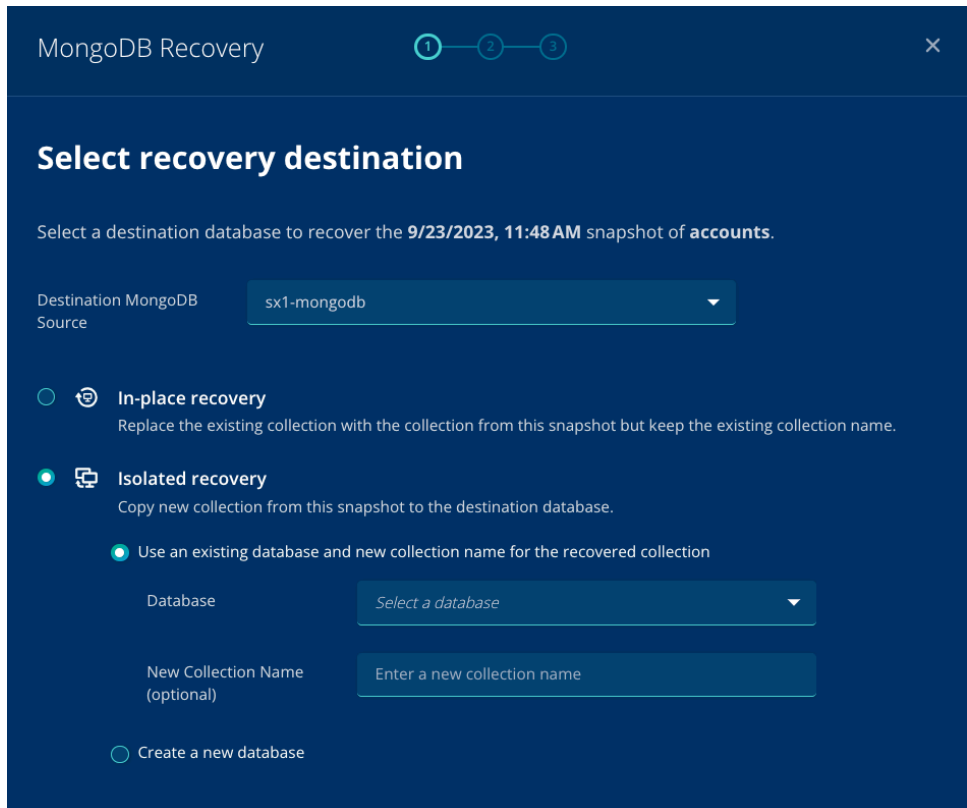 MongoDB Recovery
1 2 3
Select recovery destination
Select a destination database to recover the 9/23/2023, 11:48 AM snapshot of accounts.
Destination MongoDB
Source
sx1-mongodb
In-place recovery
Replace the existing collection with the collection from this snapshot but keep the existing collection name.
Isolated recovery
Copy new collection from this snapshot to the destination database.
Use an existing database and new collection name for the recovered collection
Database
Select a database
New Collection Name
(optional)
Enter a new collection name
Create a new database